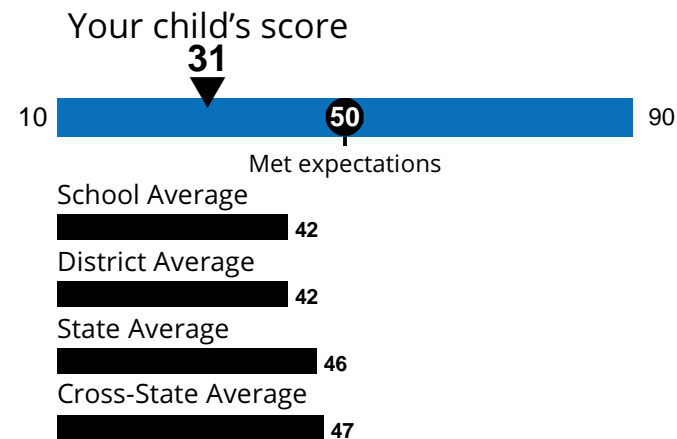 Your child’s score
31
10 50 90
Met expectations
School Average
42
District Average
42
State Average
46
Cross-State Average
47